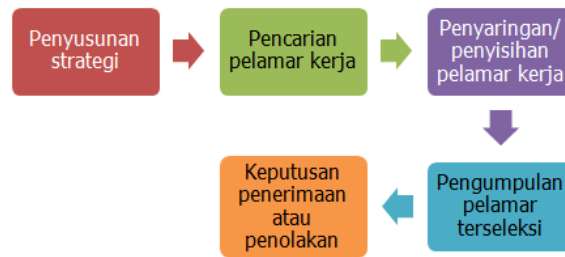 Penyusunan
strategi
Pencarian
pelamar kerja
Penyaringan/
penyisihan
pelamar kerja
Pengumpulan
pelamar
terseleksi
Keputusan
penerimaan
atau
penolakan